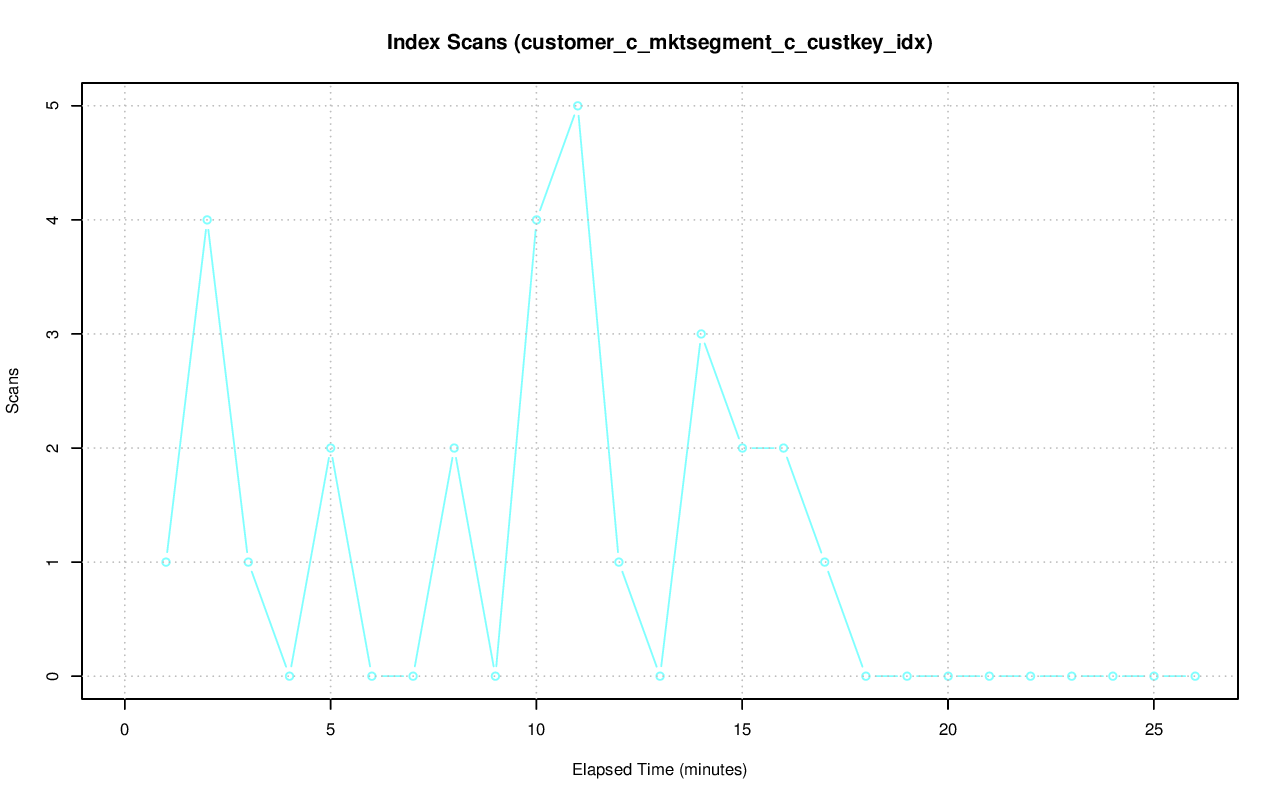 Index Scans (customer_c_mktsegment_c_custkey_idx)
5
4
3
2
1
0
Scans
0 5 10 15 20 25
Elapsed Time (minutes)